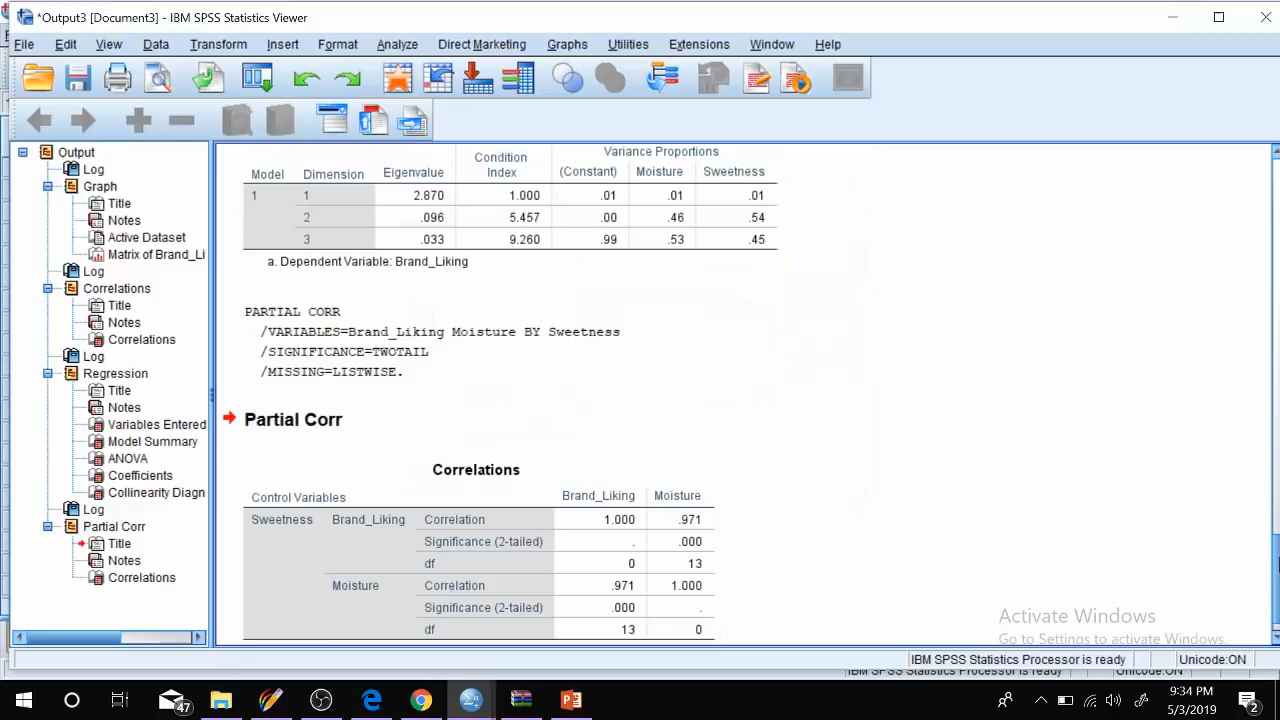 *Output3 [Document3] - IBM SPSS Statistics Viewer
File Edit View Data Transform Insert Format Analyze Direct Marketing Graphs Utilities Extensions Window Help
Output
Log
Graph
Title
Notes
Active Dataset
Matrix of Brand_Li
Log
Correlations
Title
Notes
Correlations
Log
Regression
Title
Notes
Variables Entered
Model Summary
ANOVA
Coefficients
Collinearity Diagn
Log
Partial Corr
Title
Notes
Correlations
Variance Proportions
Model Dimension Eigenvalue Condition Index (Constant) Moisture Sweetness
1 1 2.870 1.000 .01 .01 .01
2 .096 5.457 .00 .46 .54
3 .033 9.260 .99 .53 .45
a. Dependent Variable: Brand_Liking
PARTIAL CORR
/VARIABLES=Brand_Liking Moisture BY Sweetness
/SIGNIFICANCE=TWOTAIL
/MISSING=LISTWISE.
Partial Corr
Correlations
Control Variables Brand_Liking Moisture
Sweetness Brand_Liking Correlation 1.000 .971
Significance (2-tailed) . .000
df 0 13
Moisture Correlation .971 1.000
Significance (2-tailed) .000 .
df 13 0
Activate Windows
Go to Settings to activate Windows.
IBM SPSS Statistics Processor is ready Unicode:ON
IBM SPSS Statistics Processor is ready Unicode:ON
47
9:34 PM
5/3/2019
2